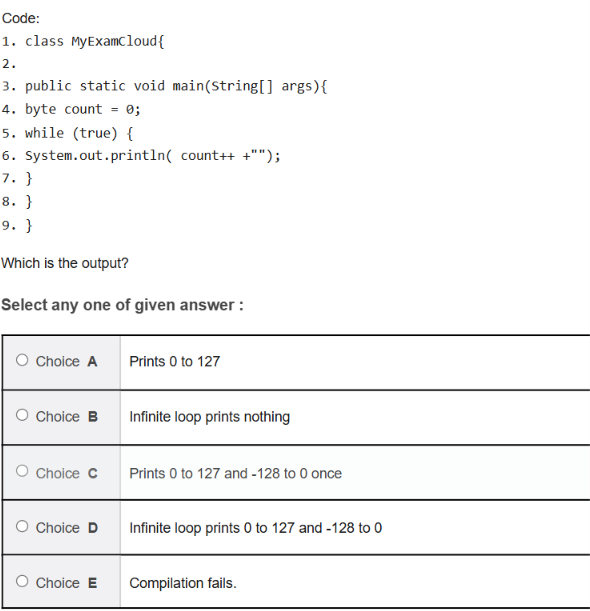 Code:
1. class MyExamCloud{
2.
3. public static void main(String[] args){
4. byte count = 0;
5. while (true) {
6. System.out.println( count++ +"");
7. }
8. }
9. }
Which is the output?
Select any one of given answer :
Choice A Prints 0 to 127
Choice B Infinite loop prints nothing
Choice C Prints 0 to 127 and -128 to 0 once
Choice D Infinite loop prints 0 to 127 and -128 to 0
Choice E Compilation fails.